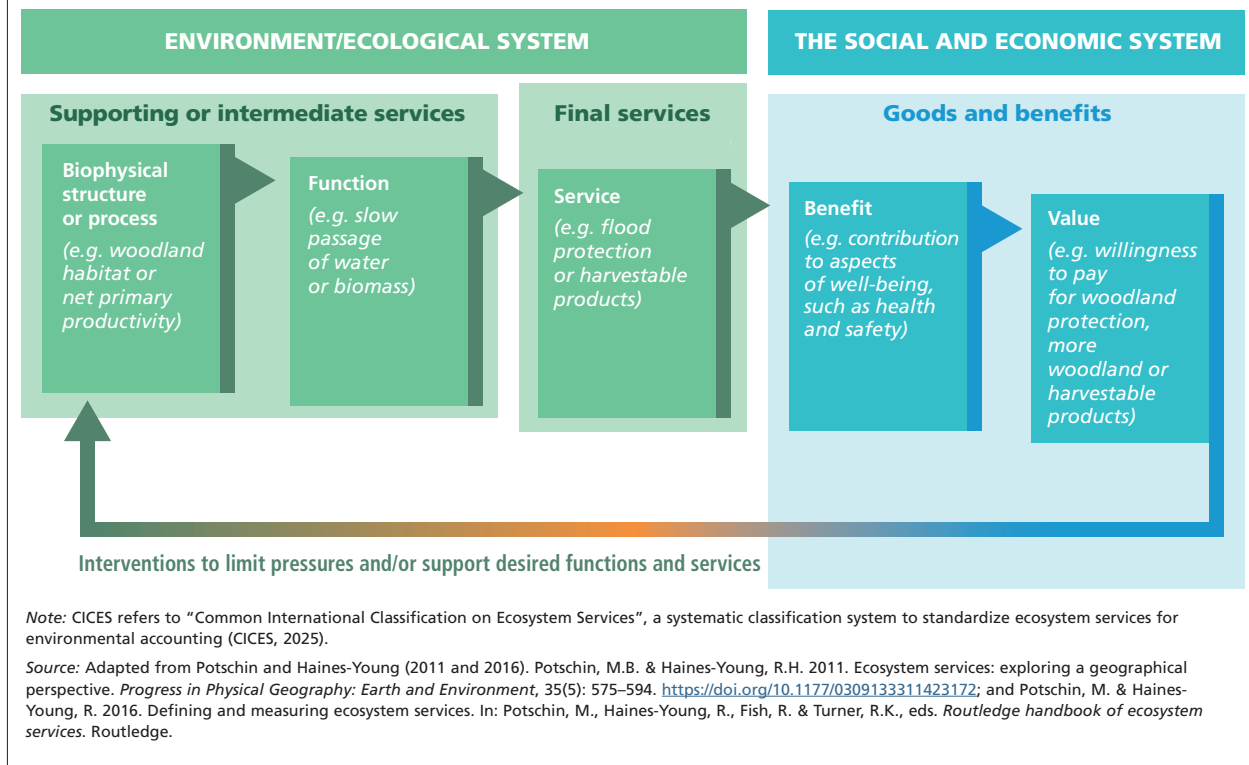 ENVIRONMENT/ECOLOGICAL SYSTEM
THE SOCIAL AND ECONOMIC SYSTEM
Supporting or intermediate services
Final services
Goods and benefits
Biophysical
structure
or process
(e.g. woodland
habitat or
net primary
productivity)
Function
(e.g. slow
passage
of water
or biomass)
Service
(e.g. flood
protection
or harvestable
products)
Benefit
(e.g. contribution
to aspects
of well-being,
such as health
and safety)
Value
(e.g. willingness
to pay
for woodland
protection,
more
woodland or
harvestable
products)
Interventions to limit pressures and/or support desired functions and services
Note: CICES refers to “Common International Classification on Ecosystem Services”, a systematic classification system to standardize ecosystem services for
environmental accounting (CICES, 2025).
Source: Adapted from Potschin and Haines-Young (2011 and 2016). Potschin, M.B. & Haines-Young, R.H. 2011. Ecosystem services: exploring a geographical
perspective. Progress in Physical Geography: Earth and Environment, 35(5): 575–594. https://doi.org/10.1177/0309133311423172; and Potschin, M. & Haines-
Young, R. 2016. Defining and measuring ecosystem services. In: Potschin, M., Haines-Young, R., Fish, R. & Turner, R.K., eds. Routledge handbook of ecosystem
services. Routledge.